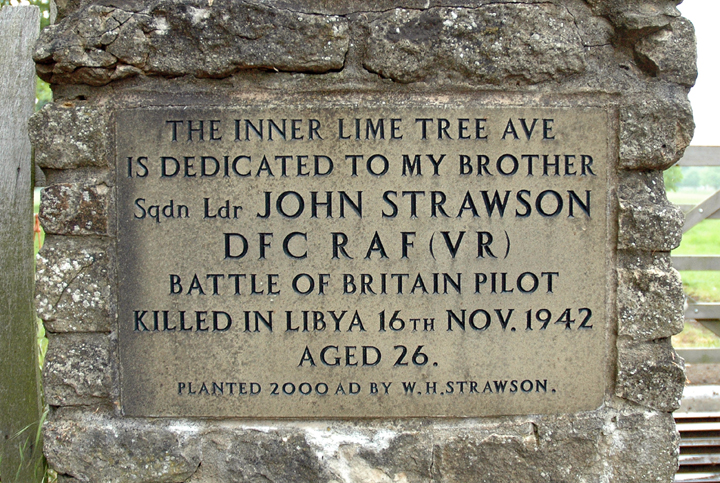 THE INNER LIME TREE AVE
IS DEDICATED TO MY BROTHER
Sqdn Ldr JOHN STRAWSON
DFC RAF (VR)
BATTLE OF BRITAIN PILOT
KILLED IN LIBYA 16TH NOV. 1942
AGED 26.
PLANTED 2000 AD BY W.H. STRAWSON.